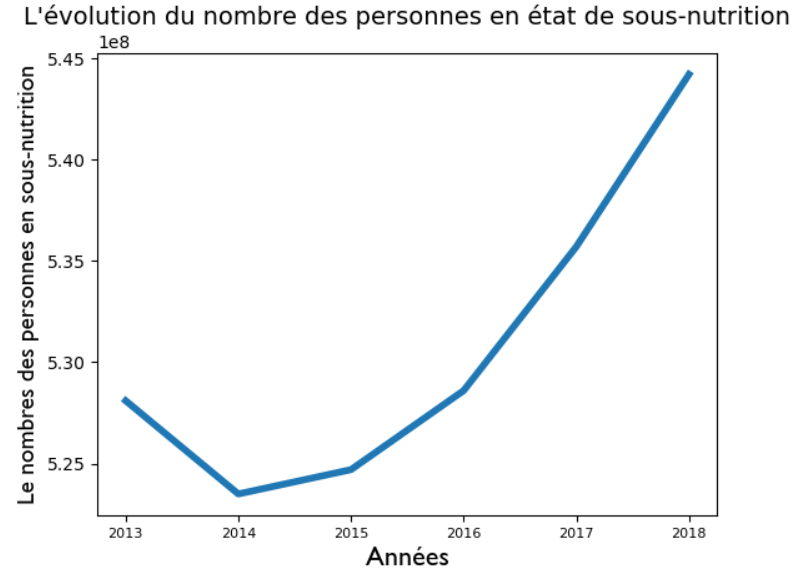 L'évolution du nombre des personnes en état de sous-nutrition
1e8
5.45
5.40
5.35
5.30
5.25
Le nombres des personnes en sous-nutrition
2013 2014 2015 2016 2017 2018
Années